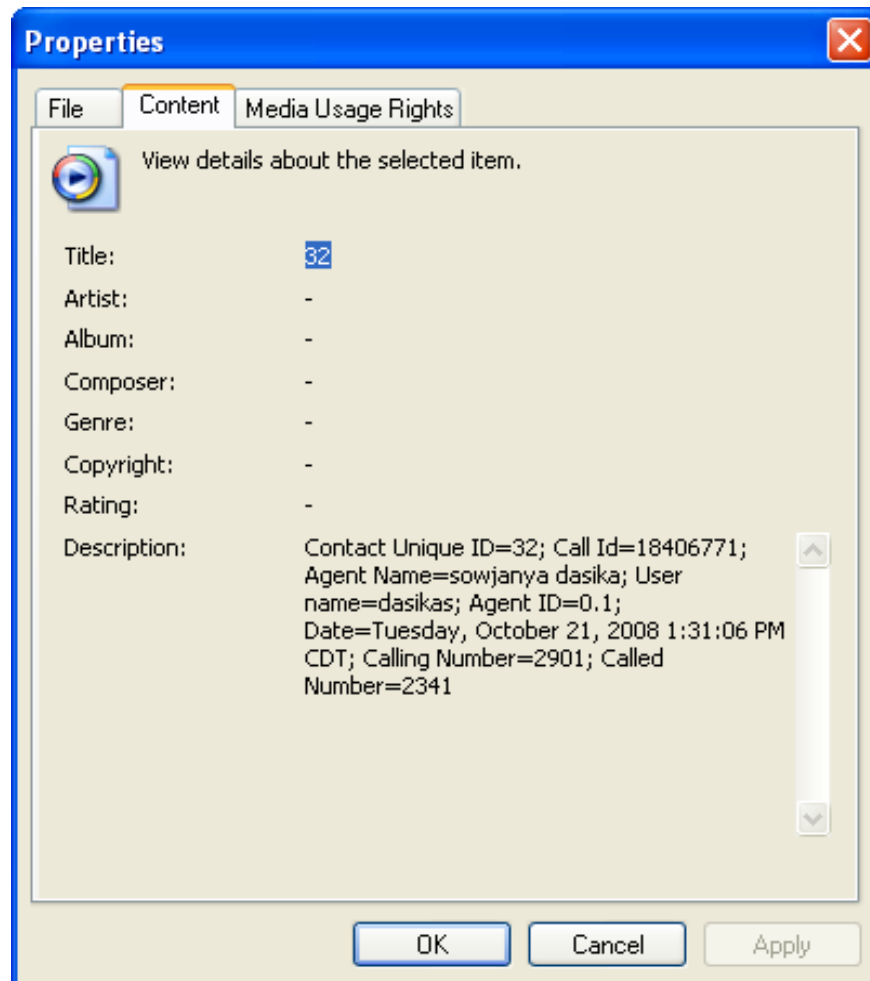 Properties
File Content Media Usage Rights
View details about the selected item.
Title: 32
Artist: -
Album: -
Composer: -
Genre: -
Copyright: -
Rating: -
Description: Contact Unique ID=32; Call Id=18406771;
Agent Name=sowjanya dasika; User
name=dasikas; Agent ID=0.1;
Date=Tuesday, October 21, 2008 1:31:06 PM
CDT; Calling Number=2901; Called
Number=2341
OK Cancel Apply